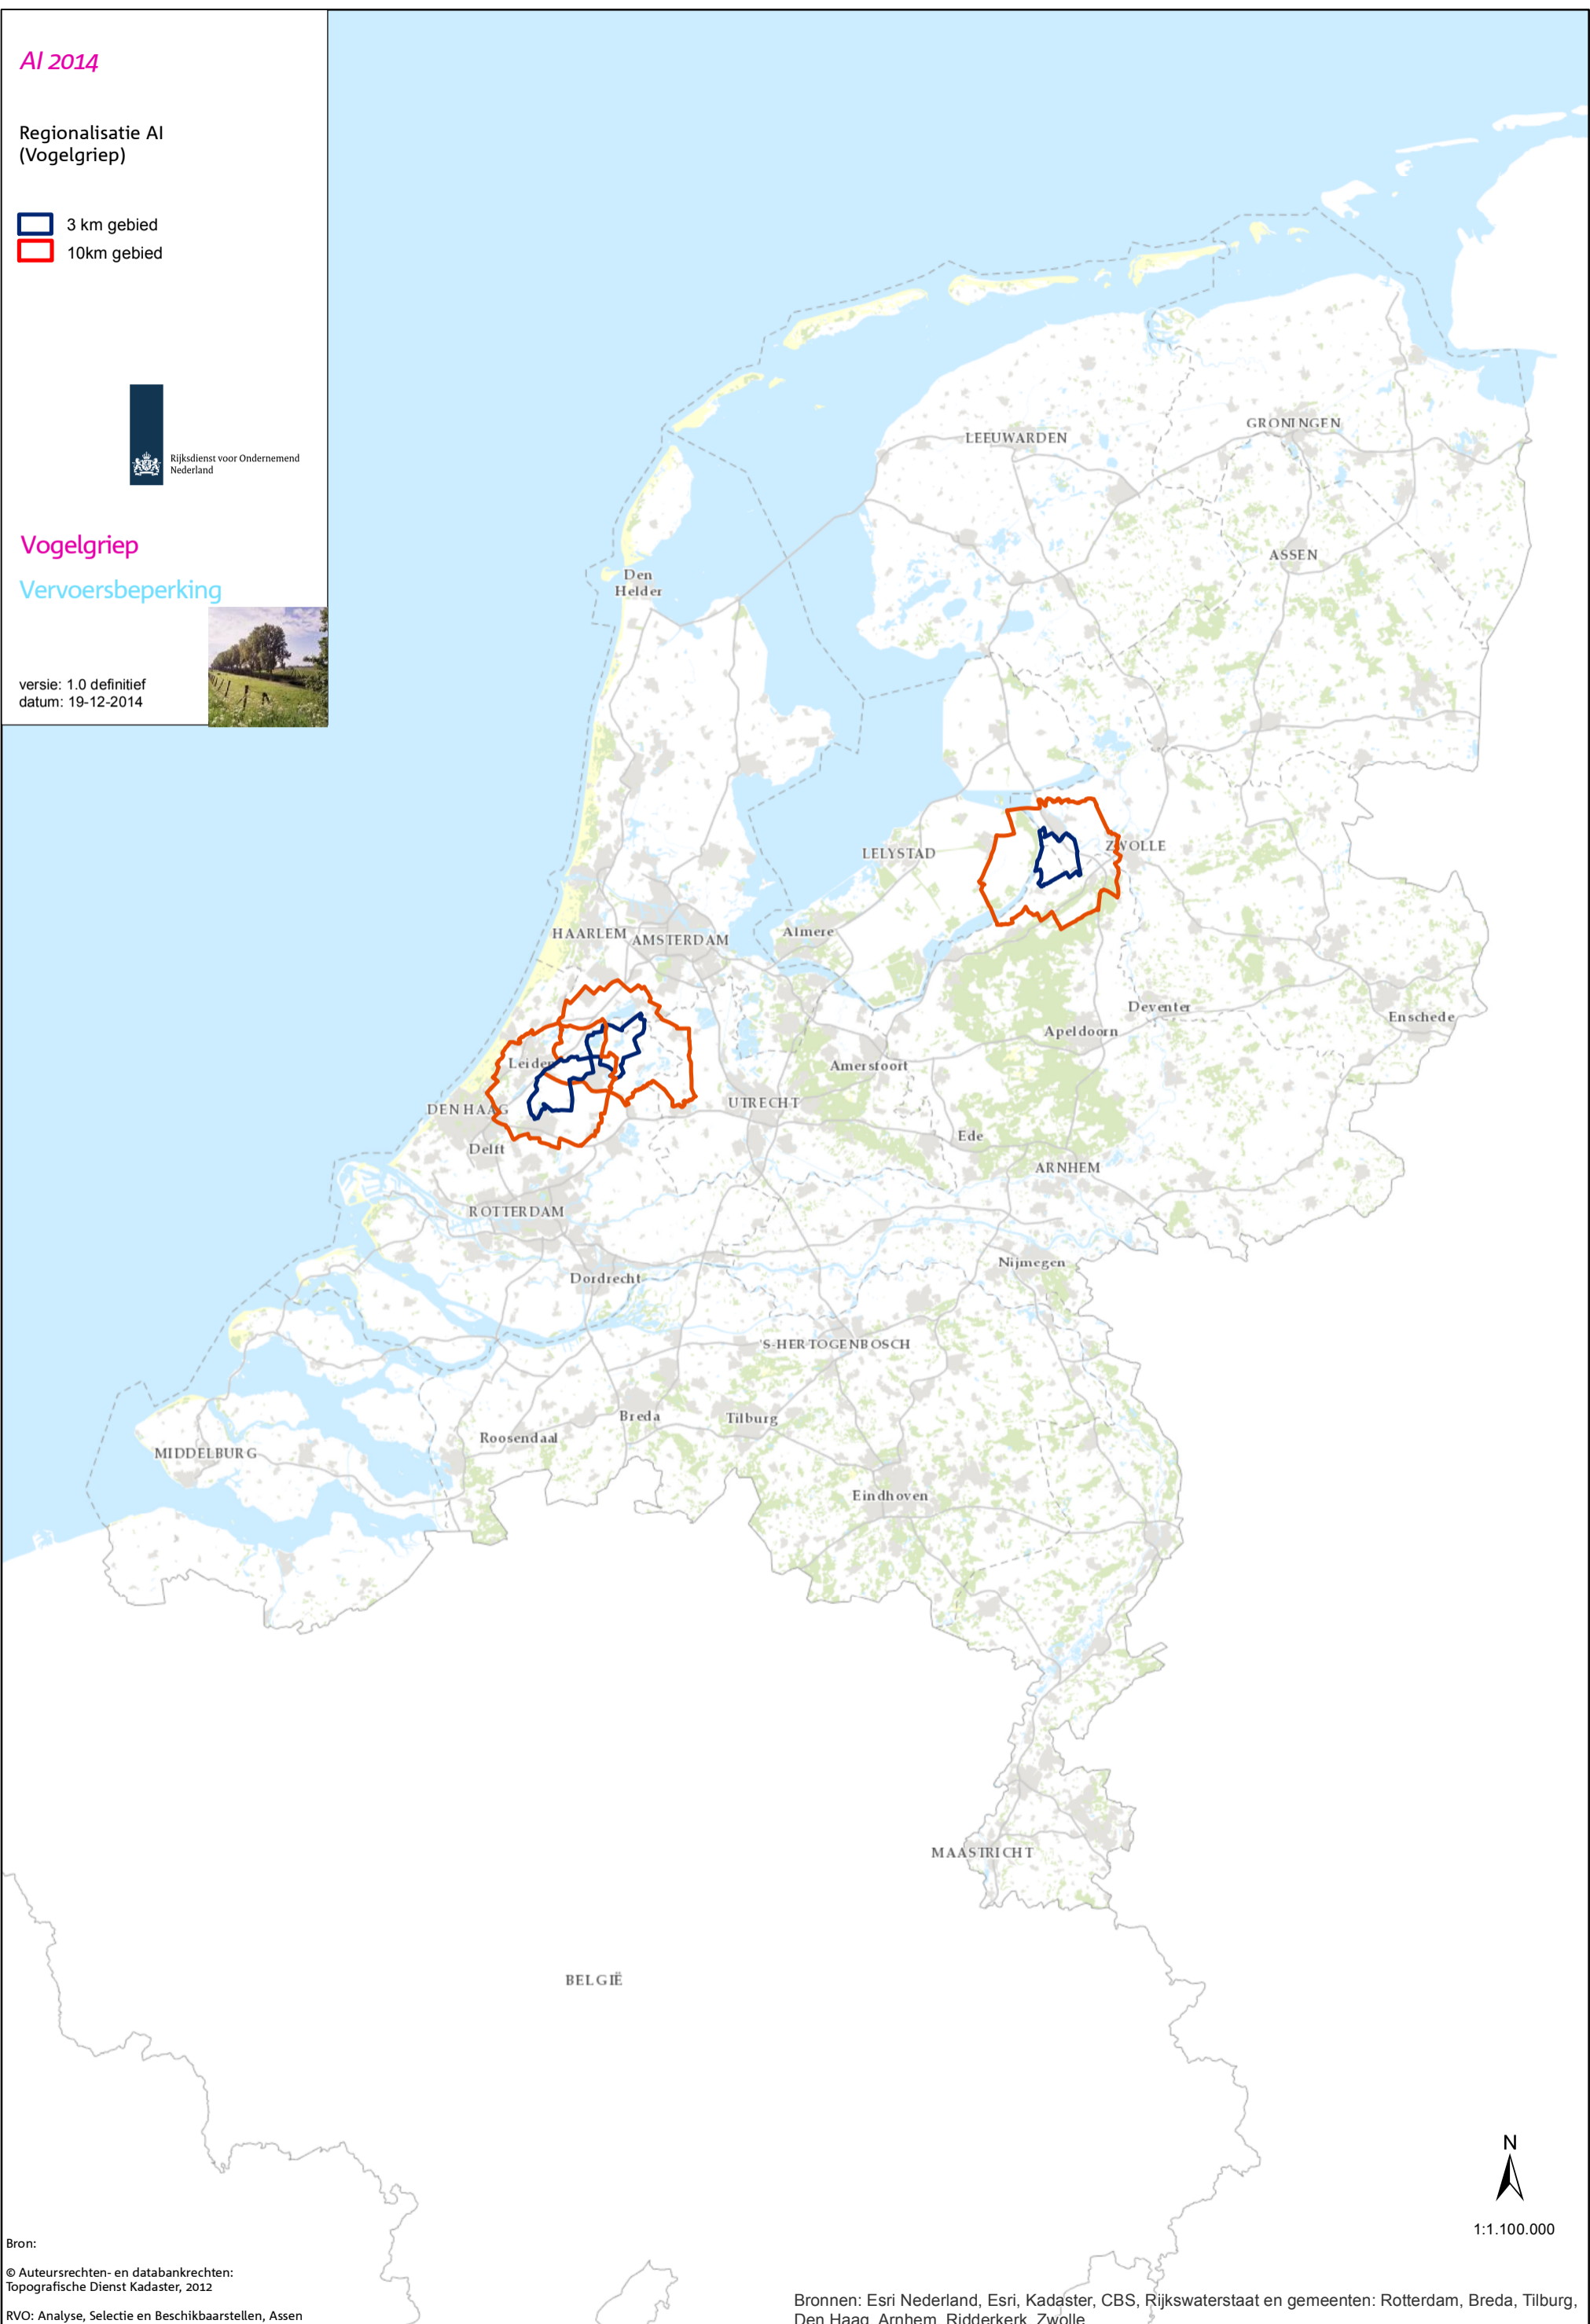 AI 2014
Regionalisatie AI
(Vogelgriep)
3 km gebied
10km gebied
Rijksdienst voor Ondernemend
Nederland
Vogelgriep
Vervoersbeperking
versie: 1.0 definitief
datum: 19-12-2014
LEEUWARDEN
GRONINGEN
ASSEN
Den
Helder
LELYSTAD
ZWOLLE
HAARLEM
AMSTERDAM
Almere
Deventer
Enschede
Apeldoorn
Leiden
Amersfoort
DEN HAAG
UTRECHT
Delft
Ede
ARNHEM
ROTTERDAM
Nijmegen
Dordrecht
'S-HERTOGENBOSCH
Breda
Tilburg
Roosendaal
MIDDELBURG
Eindhoven
MAASTRICHT
BELGIË
N
1:1.100.000
Bron:
© Auteursrechten- en databankrechten:
Topografische Dienst Kadaster, 2012
RVO: Analyse, Selectie en Beschikbaarstellen, Assen
Bronnen: Esri Nederland, Esri, Kadaster, CBS, Rijkswaterstaat en gemeenten: Rotterdam, Breda, Tilburg,
Den Haag, Arnhem, Ridderkerk, Zwolle